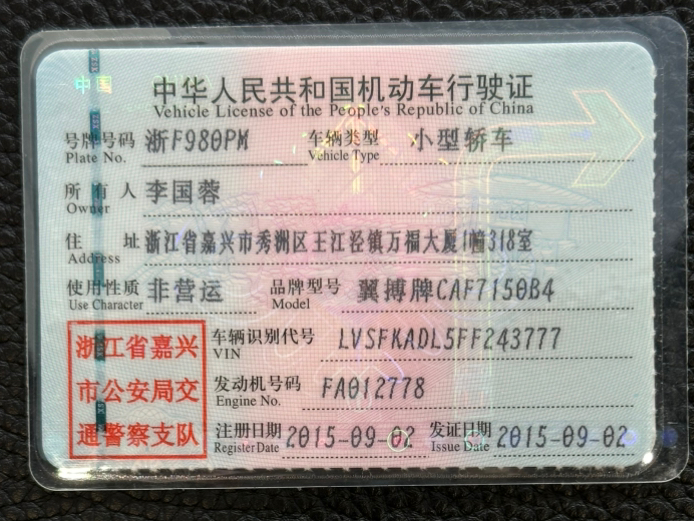 中国
中华人民共和国机动车行驶证
Vehicle License of the People's Republic of China
号牌号码 浙F980PM 车辆类型 小型轿车
Plate No. Vehicle Type
所有人 李国蓉
Owner
住址 浙江省嘉兴市秀洲区王江泾镇万福大厦1幢318室
Address
使用性质 非营运 品牌型号 翼搏牌CAF7150B4
Use Character Model
浙江省嘉兴 车辆识别代号 LVSFKADL5FF243777
VIN
市公安局交 发动机号码 FA012778
Engine No.
通警察支队 注册日期 2015-09-02 发证日期 2015-09-02
Register Date Issue Date